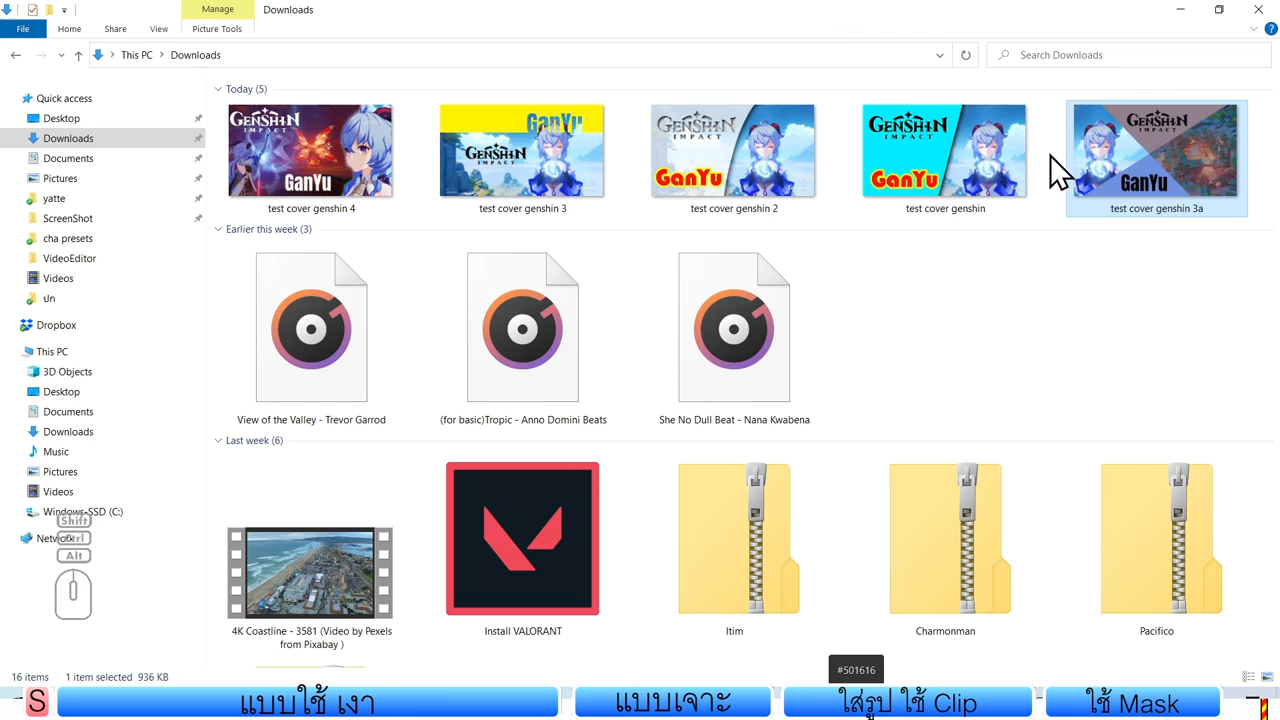 Manage
Downloads
File
Home
Share
View
Picture Tools
This PC
Downloads
Search Downloads
Quick access
Desktop
Downloads
Documents
Pictures
yatte
ScreenShot
cha presets
VideoEditor
Videos
ปก
Dropbox
This PC
3D Objects
Desktop
Documents
Downloads
Music
Pictures
Videos
Windows-SSD (C:)
Network
Shift
Ctrl
Alt
Today (5)
GENSHIN
IMPACT
GanYu
test cover genshin 4
GanYu
GENSHIN
IMPACT
test cover genshin 3
GENSHIN
IMPACT
GanYu
test cover genshin 2
GENSHIN
IMPACT
GanYu
test cover genshin
GENSHIN
IMPACT
GanYu
test cover genshin 3a
Earlier this week (3)
View of the Valley - Trevor Garrod
(for basic)Tropic - Anno Domini Beats
She No Dull Beat - Nana Kwabena
Last week (6)
4K Coastline - 3581 (Video by Pexels
from Pixabay )
Install VALORANT
Itim
Charmonman
Pacifico
16 items
1 item selected 936 KB
#501616
S
แบบใช้ เงา
แบบเจาะ
ใส่รูป ใช้ Clip
ใช้ Mask